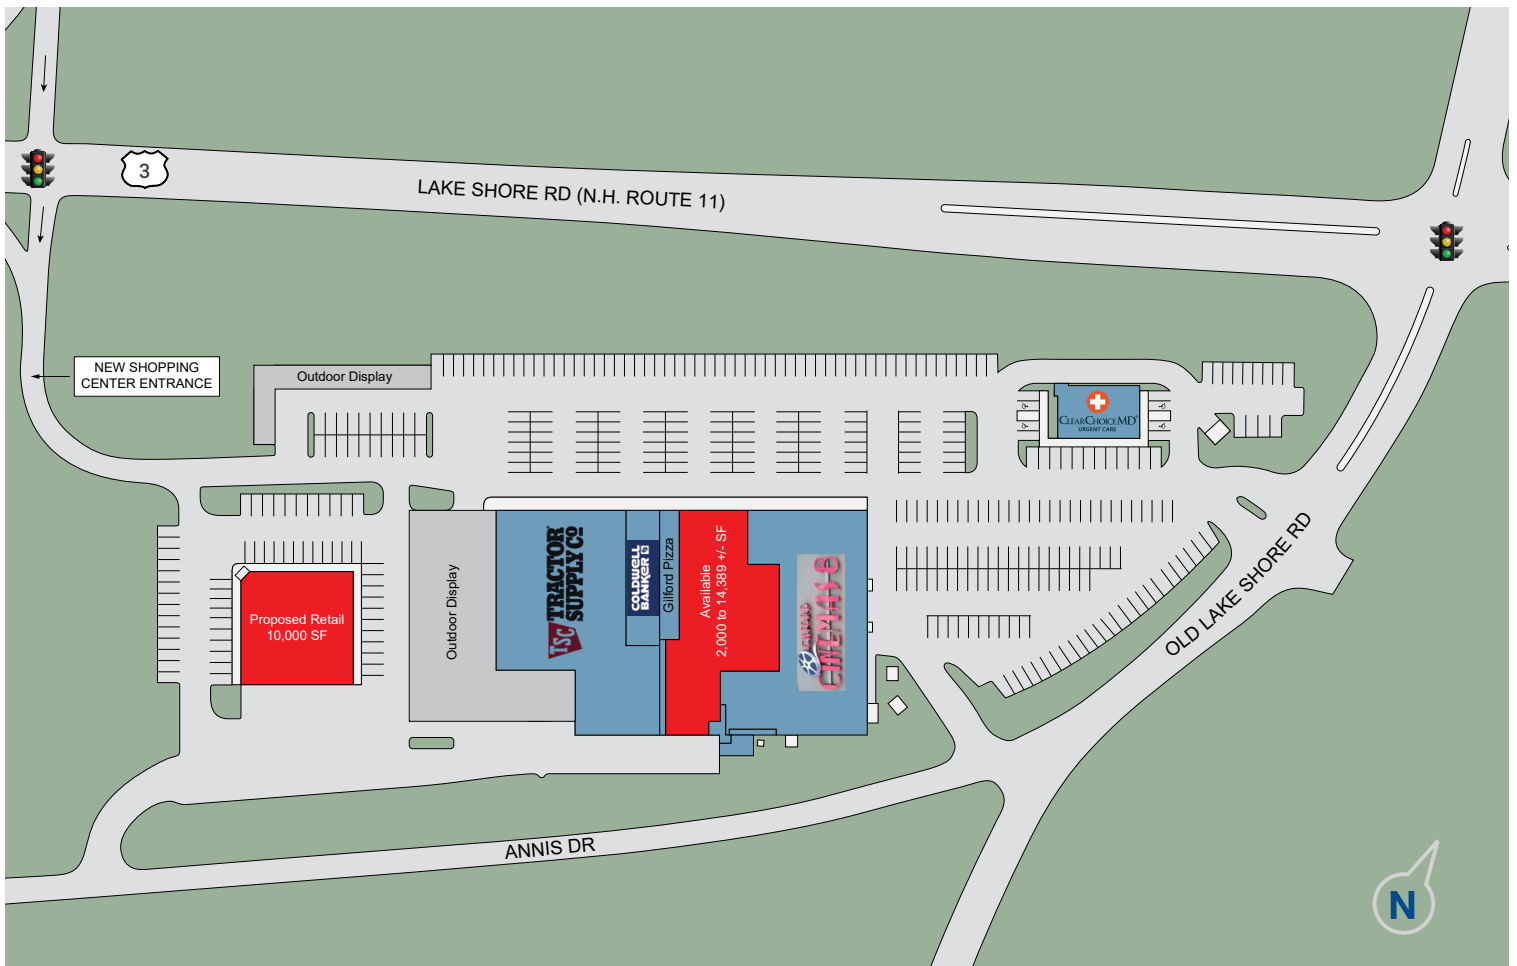 3
LAKE SHORE RD (N.H. ROUTE 11)
NEW SHOPPING
CENTER ENTRANCE
Outdoor Display
CLEARCHOICEMD
URGENT CARE
Proposed Retail
10,000 SF
Outdoor Display
TSC
TRACTOR
SUPPLY CO
COLDWELL
BANKER
Gilford Pizza
Available
2,000 to 14,389 +/- SF
CINEMAS 8
OLD LAKE SHORE RD
ANNIS DR
N